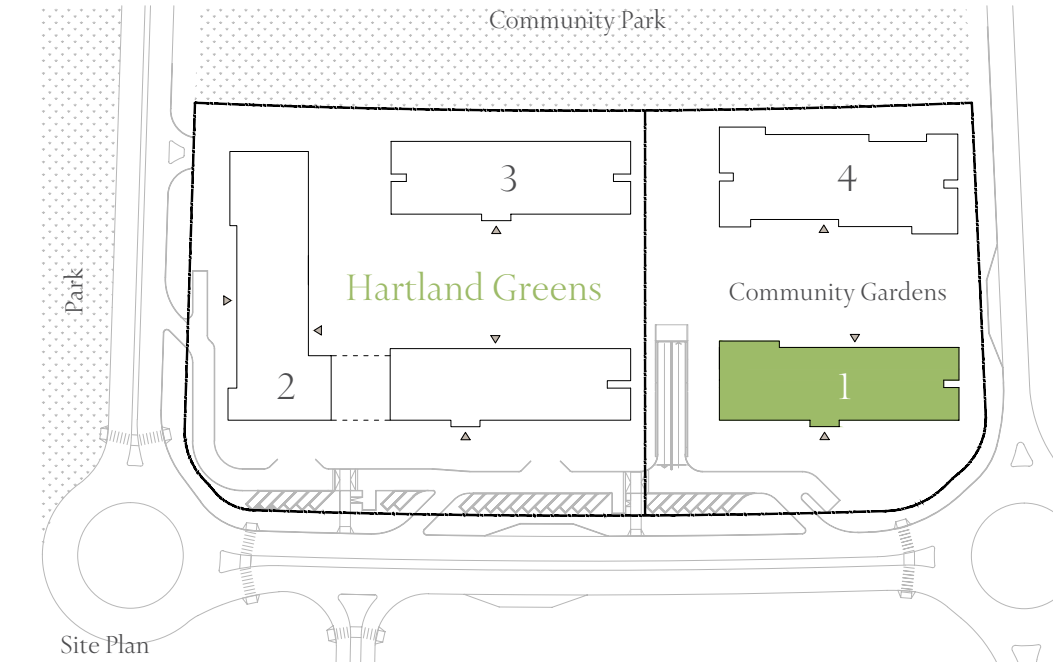 Community Park
3
4
Park
Hartland Greens
Community Gardens
2
1
Site Plan